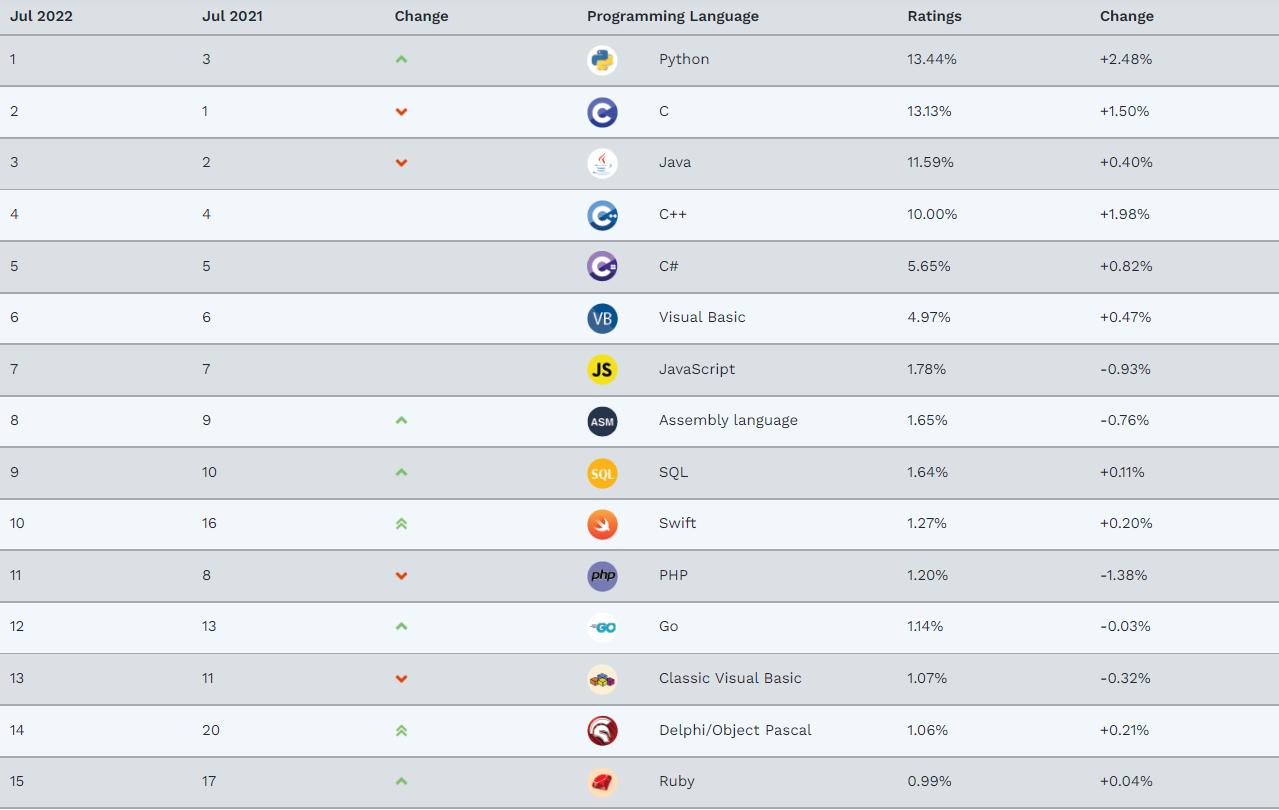 Jul 2022 Jul 2021 Change Programming Language Ratings Change
1 3 Python 13.44% +2.48%
2 1 C C 13.13% +1.50%
3 2 Java 11.59% +0.40%
4 4 C++ C++ 10.00% +1.98%
5 5 C# C# 5.65% +0.82%
6 6 VB Visual Basic 4.97% +0.47%
7 7 JS JavaScript 1.78% -0.93%
8 9 ASM Assembly language 1.65% -0.76%
9 10 SQL SQL 1.64% +0.11%
10 16 Swift 1.27% +0.20%
11 8 php PHP 1.20% -1.38%
12 13 GO Go 1.14% -0.03%
13 11 Classic Visual Basic 1.07% -0.32%
14 20 Delphi/Object Pascal 1.06% +0.21%
15 17 Ruby 0.99% +0.04%